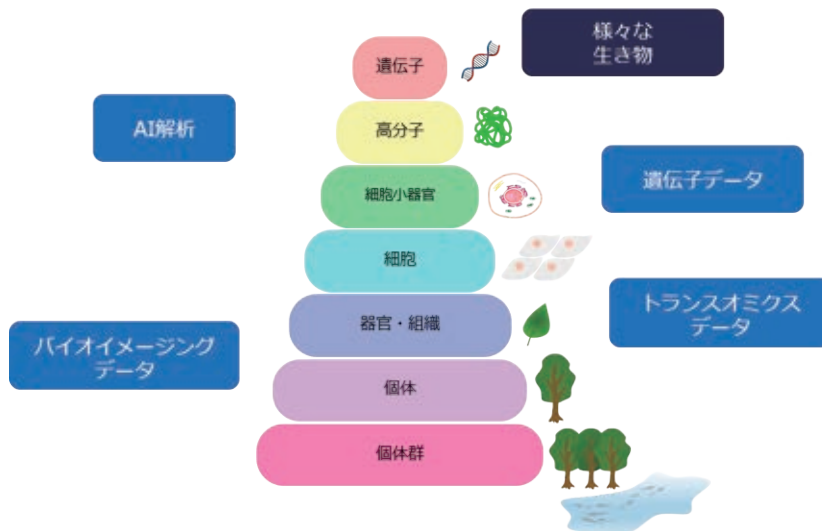 様々な
生き物
遺伝子
AI解析
高分子
遺伝子データ
細胞小器官
細胞
トランスオミクス
データ
器官・組織
バイオイメージング
データ
個体
個体群